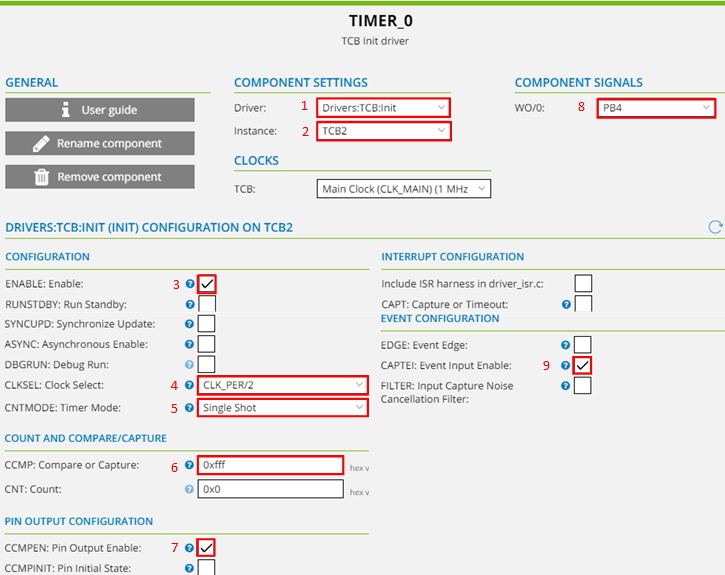 TIMER_0
TCB Init driver
GENERAL
User guide
Rename component
Remove component
COMPONENT SETTINGS
Driver: 1 Drivers:TCB:Init
Instance: 2 TCB2
CLOCKS
TCB: Main Clock (CLK_MAIN) (1 MHz
COMPONENT SIGNALS
WO/0: 8 PB4
DRIVERS:TCB:INIT (INIT) CONFIGURATION ON TCB2
CONFIGURATION
ENABLE: Enable: 3 ?
RUNSTDBY: Run Standby: ?
SYNCUPD: Synchronize Update: ?
ASYNC: Asynchronous Enable: ?
DBGRUN: Debug Run: ?
CLKSEL: Clock Select: 4 ? CLK_PER/2
CNTMODE: Timer Mode: 5 ? Single Shot
COUNT AND COMPARE/CAPTURE
CCMP: Compare or Capture: 6 ? 0xfff hex v
CNT: Count: ? 0x0 hex v
PIN OUTPUT CONFIGURATION
CCMPEN: Pin Output Enable: 7 ?
CCMPINIT: Pin Initial State: ?
INTERRUPT CONFIGURATION
Include ISR harness in driver_isr.c:
CAPT: Capture or Timeout: ?
EVENT CONFIGURATION
EDGE: Event Edge: ?
CAPTEI: Event Input Enable: 9 ?
FILTER: Input Capture Noise ?
Cancellation Filter: